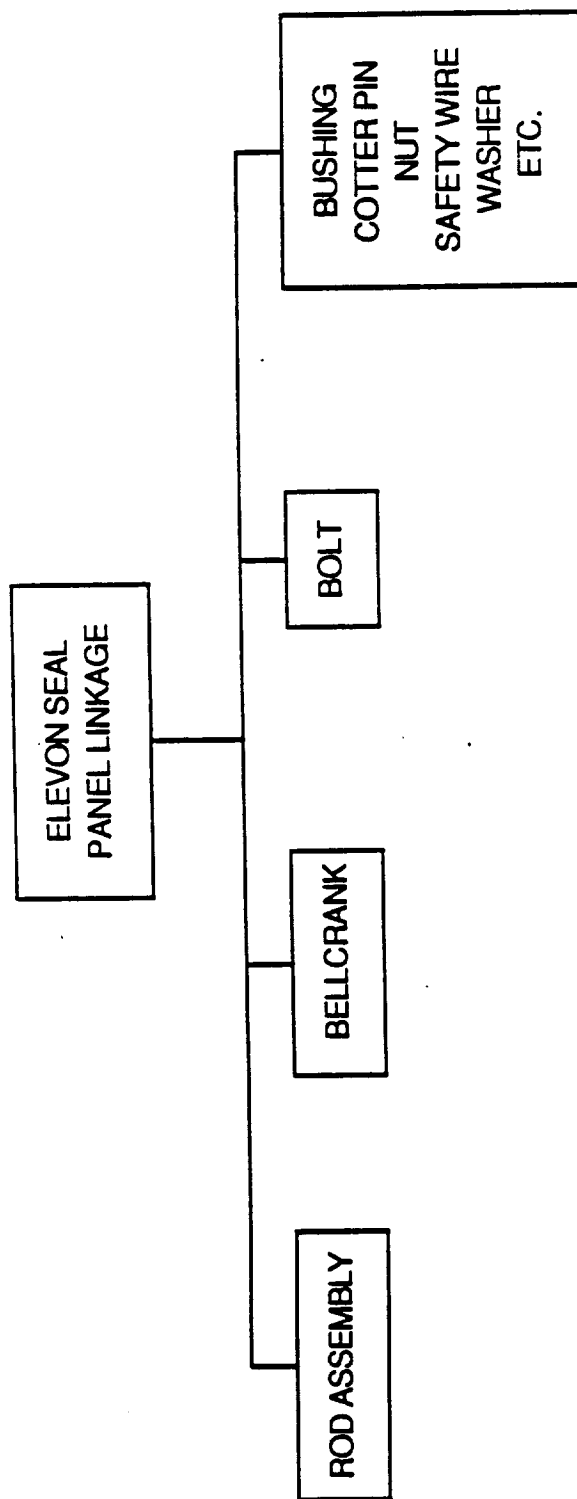 ELEVON SEAL
PANEL LINKAGE
ROD ASSEMBLY
BELLCRANK
BOLT
BUSHING
COTTER PIN
NUT
SAFETY WIRE
WASHER
ETC.